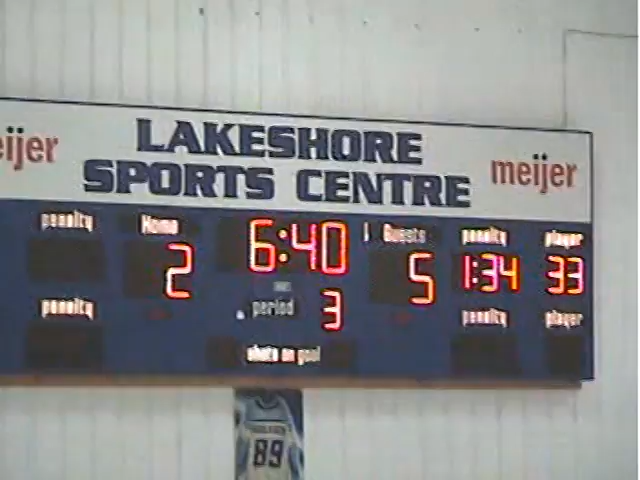 LAKESHORE
SPORTS CENTRE
eijer
meijer
penalty Home 6:40 Guests penalty player
2 5 1:34 33
penalty period 3 penalty player
shots on goal
89